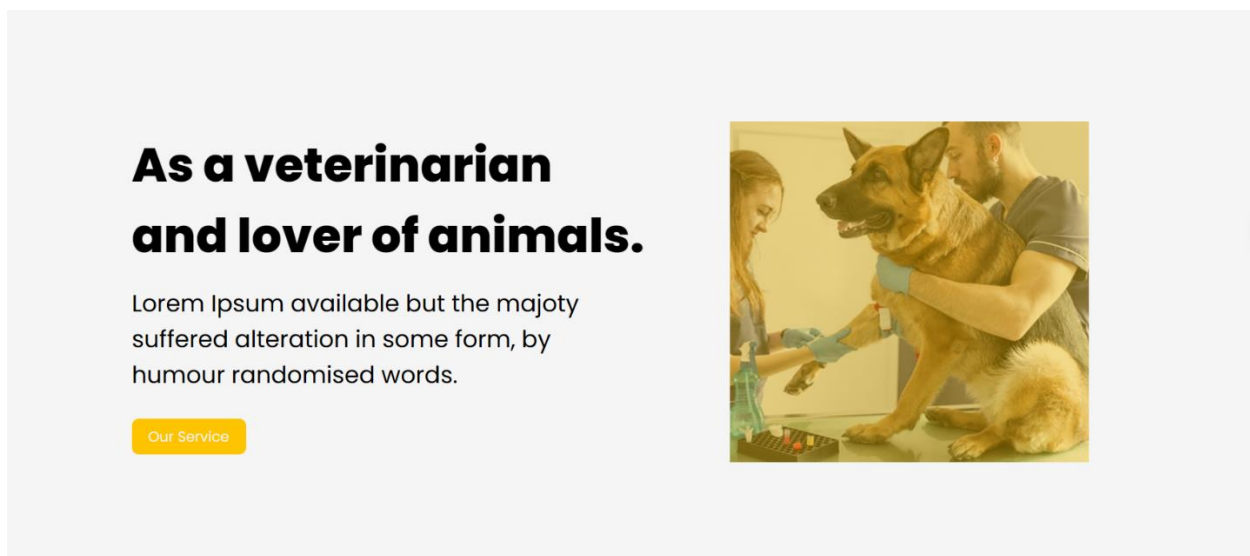 As a veterinarian
and lover of animals.
Lorem Ipsum available but the majoty
suffered alteration in some form, by
humour randomised words.
Our Service